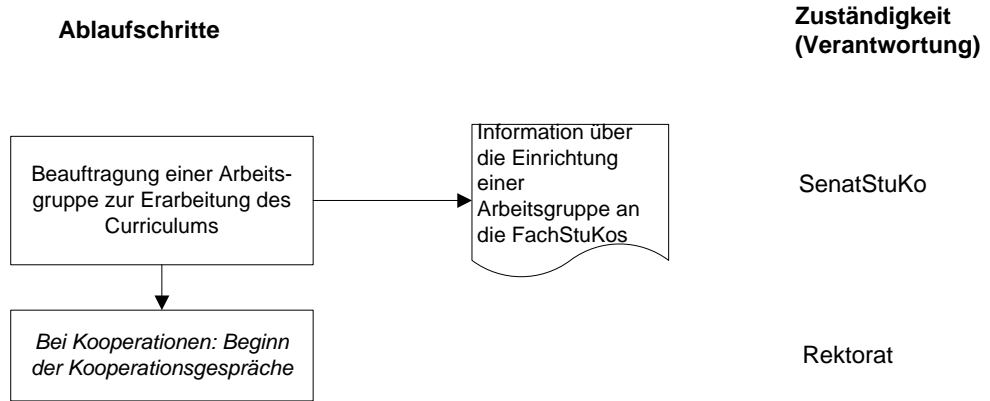 Ablaufschritte
Zuständigkeit
(Verantwortung)
Beauftragung einer Arbeits-
gruppe zur Erarbeitung des
Curriculums
Information über
die Einrichtung
einer
Arbeitsgruppe an
die FachStuKos
SenatStuKo
Bei Kooperationen: Beginn
der Kooperationsgespräche
Rektorat